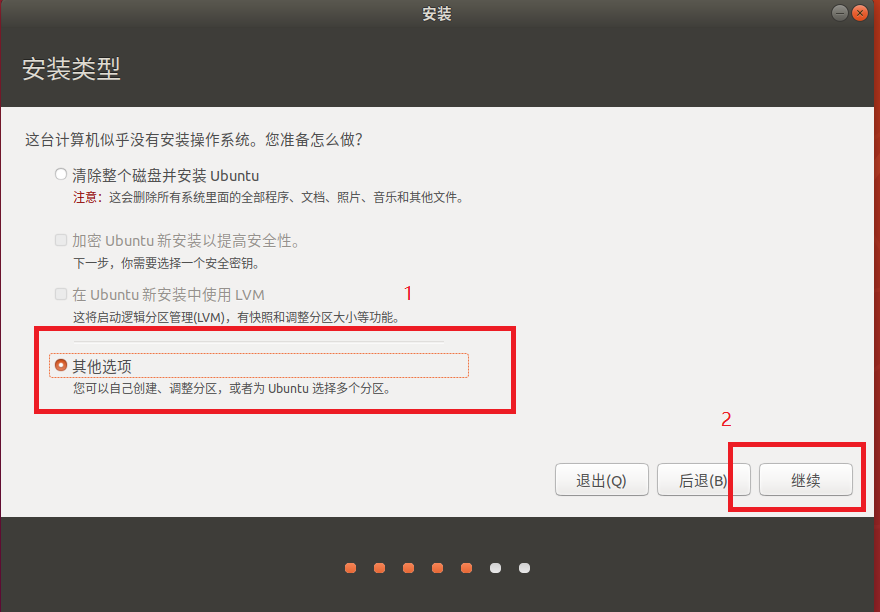 安装
安装类型
这台计算机似乎没有安装操作系统。您准备怎么做？
清除整个磁盘并安装 Ubuntu
注意：这会删除所有系统里面的全部程序、文档、照片、音乐和其他文件。
加密 Ubuntu 新安装以提高安全性。
下一步，你需要选择一个安全密钥。
1
在 Ubuntu 新安装中使用 LVM
这将启动逻辑分区管理(LVM)，有快照和调整分区大小等功能。
其他选项
您可以自己创建、调整分区，或者为 Ubuntu 选择多个分区。
2
退出(Q) 后退(B) 继续